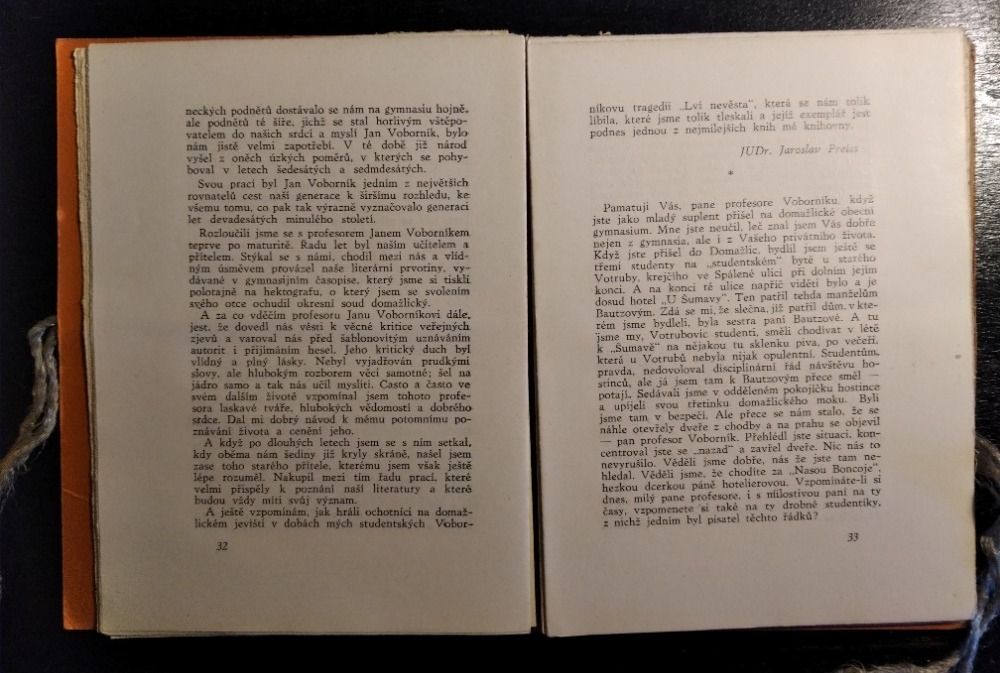 neckých podnětů dostávalo se nám na gymnasiu hojně,
ale podnětů té šíře, jichž se stal horlivým vštěpo-
vatelem do našich srdcí a myslí Jan Voborník, bylo
nám jistě velmi zapotřebí. V té době již národ
vyšel z oněch úzkých poměrů, v kterých se pohy-
boval v letech šedesátých a sedmdesátých.
Svou prací byl Jan Voborník jedním z největších
rovnatelů cest naší generace k širšímu rozhledu, ke
všemu tomu, co pak tak výrazně vyznačovalo generaci
let devadesátých minulého století.
Rozloučili jsme se s profesorem Janem Voborníkem
teprve po maturitě. Řadu let byl naším učitelem a
přítelem. Stýkal se s námi, chodil mezi nás a vlíd-
ným úsměvem provázel naše literární prvotiny, vy-
dávané v gymnasijním časopise, který jsme si tiskli
polotajně na hektografu, o který jsem se svolením
svého otce ochudil okresní soud domažlický.
A za co vděčím profesoru Janu Voborníkovi dále,
jest, že dovedl nás vésti k věcné kritice veřejných
zjevů a varoval nás před šablonovitým uznáváním
autorit i přijímáním hesel. Jeho kritický duch byl
vlídný a plný lásky. Nebyl vyjadřován prudkými
slovy, ale hlubokým rozborem věci samotné; šel na
jádro samo a tak nás učil mysliti. Často a často ve
svém dalším životě vzpomínal jsem tohoto profe-
sora laskavé tváře, hlubokých vědomostí a dobrého
srdce. Dal mi dobrý návod k mému potomnímu po-
znávání života a cenění jeho.
A když po dlouhých letech jsem se s ním setkal,
kdy oběma nám šediny již kryly skráně, našel jsem
zase toho starého přítele, kterému jsem však ještě
lépe rozuměl. Nakupil mezi tím řadu prací, které
velmi přispěly k poznání naší literatury a které
budou vždy míti svůj význam.
A ještě vzpomínám, jak hráli ochotníci na domaž-
lickém jevišti v dobách mých studentských Vobor-
32
níkovu tragedii „Lví nevěsta“, která se nám tolik
líbila, které jsme tolik tleskali a jejíž exemplář jest
podnes jednou z nejmilejších knih mé knihovny.
JUDr. Jaroslav Preiss
*
Pamatuji Vás, pane profesore Voborníku, když
jste jako mladý suplent přišel na domažlické obecní
gymnasium. Mne jste neučil, leč znal jsem Vás dobře
nejen z gymnasia, ale i z Vašeho privátního života.
Když jste přišel do Domažlic, bydlil jsem ještě se
třemi studenty na „studentském“ bytě u starého
Votruby, krejčího ve Spálené ulici při dolním jejím
konci. A na konci té ulice napříč viděti bylo a je
dosud hotel „U Šumavy“. Ten patřil tehda manželům
Bautzovým. Zdá se mi, že slečna, jíž patřil dům, v kte-
rém jsme bydleli, byla sestra paní Bautzové. A tu
jsme my, Votrubovic studenti, směli chodívat v létě
k „Šumavě“ na nějakou tu sklenku piva, po večeři,
která u Votrubů nebyla nijak opulentní. Studentům,
pravda, nedovoloval disciplinární řád návštěvu ho-
stinců, ale já jsem tam k Bautzovým přece směl —
potají. Sedávali jsme v odděleném pokojíčku hostince
a upíjeli svou třetinku domažlického moku. Byli
jsme tam v bezpečí. Ale přece se nám stalo, že se
náhle otevřely dveře z chodby a na prahu se objevil
— pan profesor Voborník. Přehlédl jste situaci, kon-
centroval jste se „nazad“ a zavřel dveře. Nic nás to
nevyrušilo. Věděli jsme dobře, nás že jste tam ne-
hledal. Věděli jsme, že chodíte za „Nasou Boncoje“,
hezkou dcerkou páně hotelierovou. Vzpomínáte-li si
dnes, milý pane profesore, i s milostivou paní na ty
časy, vzpomenete si také na ty drobné studentíky,
z nichž jedním byl pisatel těchto řádků?
33